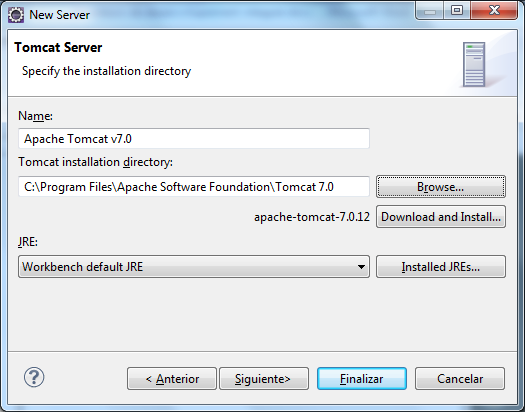 New Server
Tomcat Server
Specify the installation directory
Name:
Apache Tomcat v7.0
Tomcat installation directory:
C:\Program Files\Apache Software Foundation\Tomcat 7.0
Browse...
apache-tomcat-7.0.12
Download and Install...
JRE:
Workbench default JRE
Installed JREs...
?
< Anterior
Siguiente>
Finalizar
Cancelar